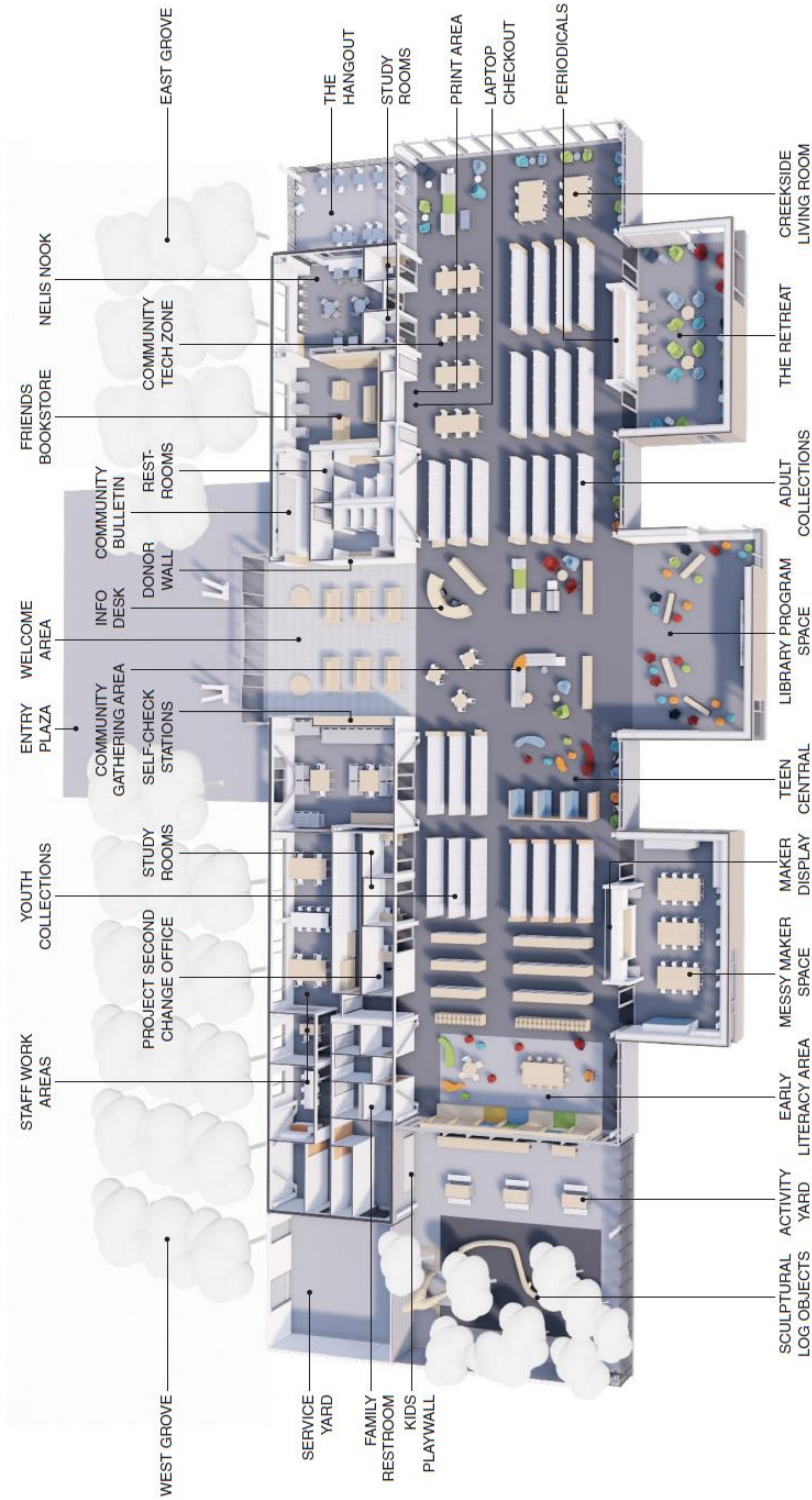 WEST GROVE
STAFF WORK
AREAS
YOUTH
COLLECTIONS
ENTRY
PLAZA
WELCOME
AREA
FRIENDS
BOOKSTORE
NELIS NOOK
EAST GROVE
PROJECT SECOND
CHANGE OFFICE
STUDY
ROOMS
COMMUNITY
GATHERING AREA
SELF-CHECK
STATIONS
INFO
DESK
DONOR
WALL
COMMUNITY
BULLETIN
REST-
ROOMS
COMMUNITY
TECH ZONE
SERVICE
YARD
FAMILY
RESTROOM
KIDS
PLAYWALL
THE
HANGOUT
STUDY
ROOMS
PRINT AREA
LAPTOP
CHECKOUT
PERIODICALS
SCULPTURAL
LOG OBJECTS
ACTIVITY
YARD
EARLY
LITERACY AREA
MESSY MAKER
SPACE
MAKER
DISPLAY
TEEN
CENTRAL
LIBRARY PROGRAM
SPACE
ADULT
COLLECTIONS
THE RETREAT
CREEKSIDE
LIVING ROOM